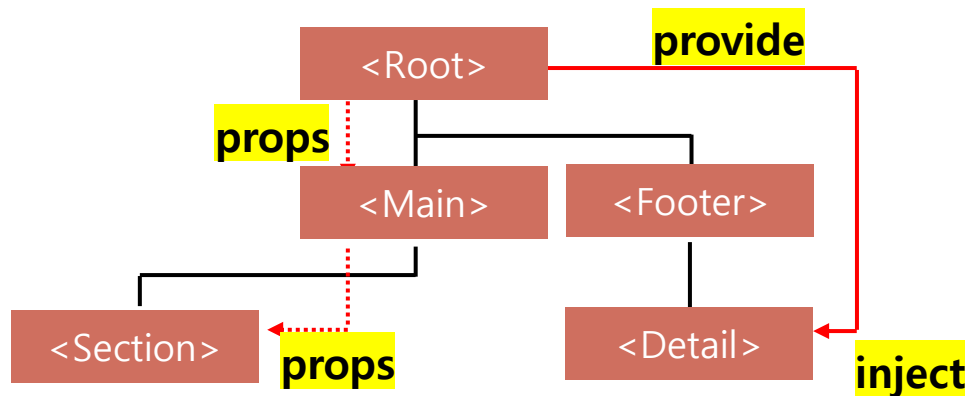 provide
<Root>
props
<Main>
<Footer>
<Section>
<Detail>
props
inject